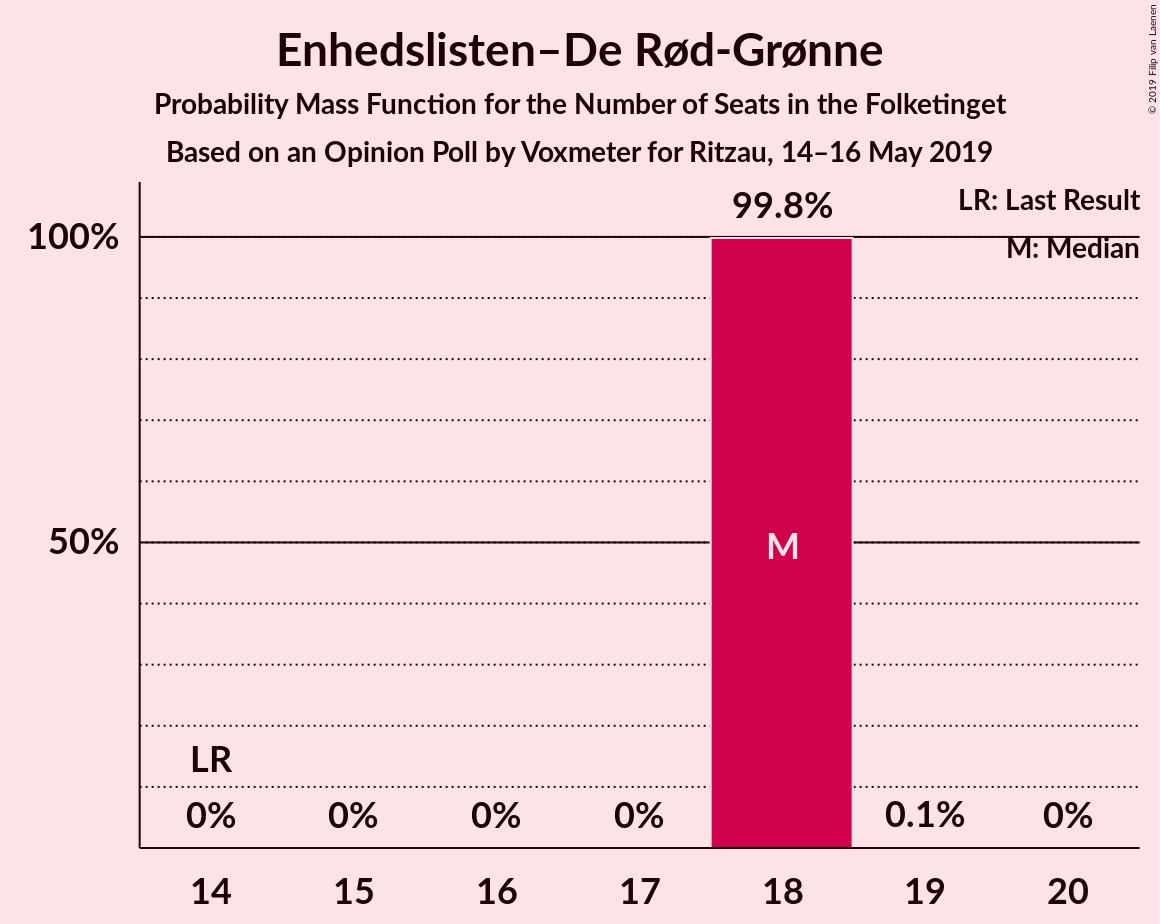 Enhedslisten–De Rød-Grønne
Probability Mass Function for the Number of Seats in the Folketinget
Based on an Opinion Poll by Voxmeter for Ritzau, 14–16 May 2019
© 2019 Filip van Laenen
LR: Last Result
M: Median
99.8%
100%
50%
M
LR
0%
0%
0%
0%
0.1%
0%
14
15
16
17
18
19
20